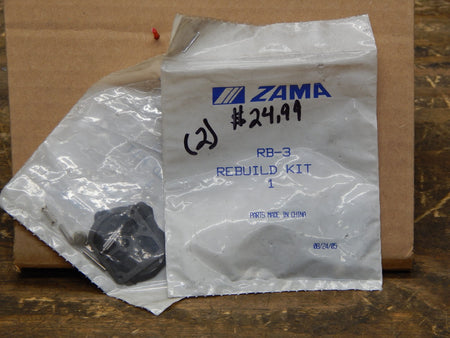 ZAMA
$24.99
(2)
RB-3
REBUILD KIT
1
PARTS MADE IN CHINA
08/24/05